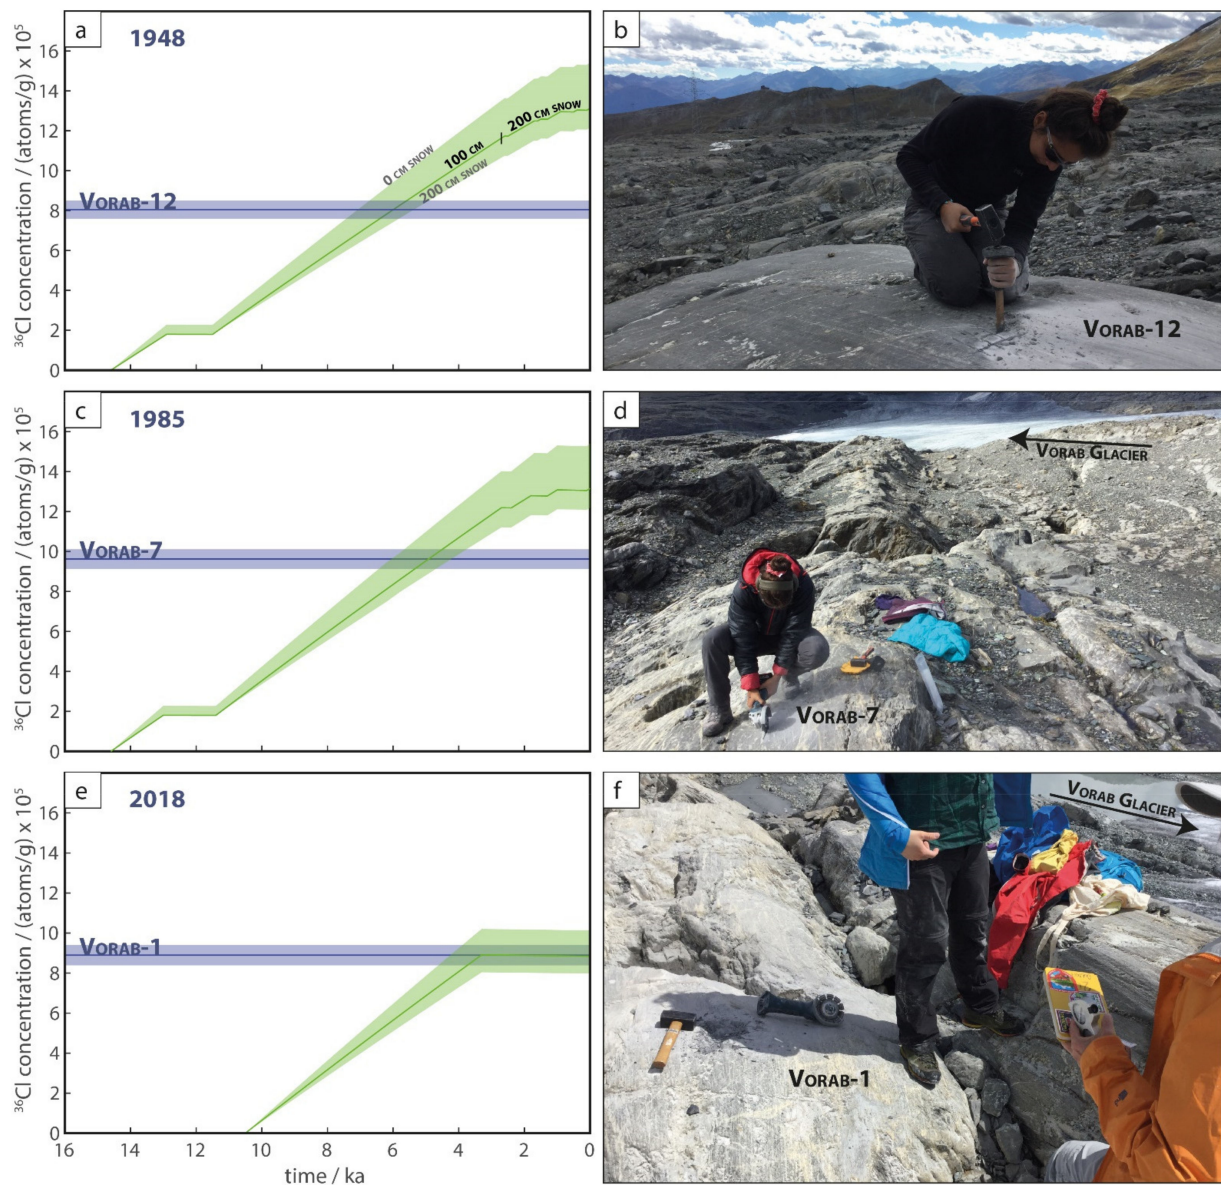 a
1948
³⁶Cl concentration / (atoms/g) x 10⁵
16
14
12
10
8
6
4
2
0
0 CM SNOW
100 CM / 200 CM SNOW
200 CM SNOW
VORAB-12
b
VORAB-12
c
1985
³⁶Cl concentration / (atoms/g) x 10⁵
16
14
12
10
8
6
4
2
0
VORAB-7
d
VORAB GLACIER
VORAB-7
e
2018
³⁶Cl concentration / (atoms/g) x 10⁵
16
14
12
10
8
6
4
2
0
VORAB-1
16 14 12 10 8 6 4 2 0
time / ka
f
VORAB GLACIER
VORAB-1